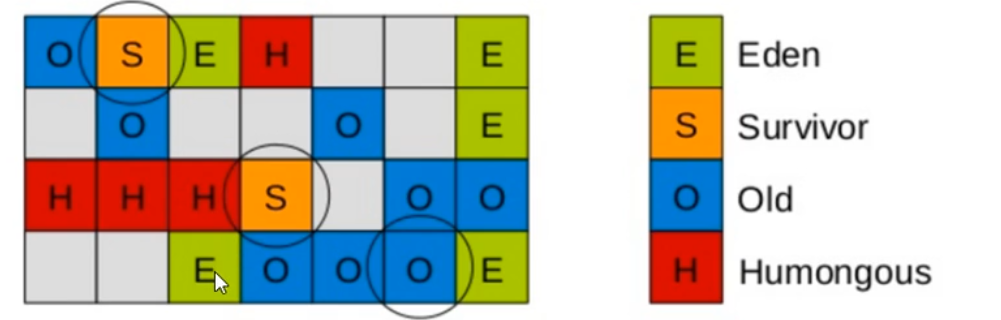 O S E H E
O O E
H H H S O O
E O O O E
E Eden
S Survivor
O Old
H Humongous